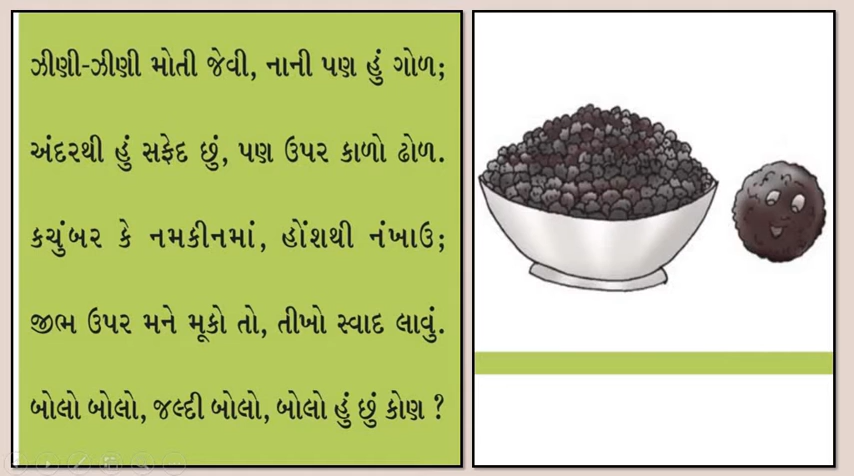 ઝીણી-ઝીણી મોતી જેવી, નાની પણ હું ગોળ;
અંદરથી હું સફેદ છું, પણ ઉપર કાળો ઢોળ.
કચુંબર કે નમકીનમાં, હોંશથી નંખાઉ;
જીભ ઉપર મને મૂકો તો, તીખો સ્વાદ લાવું.
બોલો બોલો, જલ્દી બોલો, બોલો હું છું કોણ ?